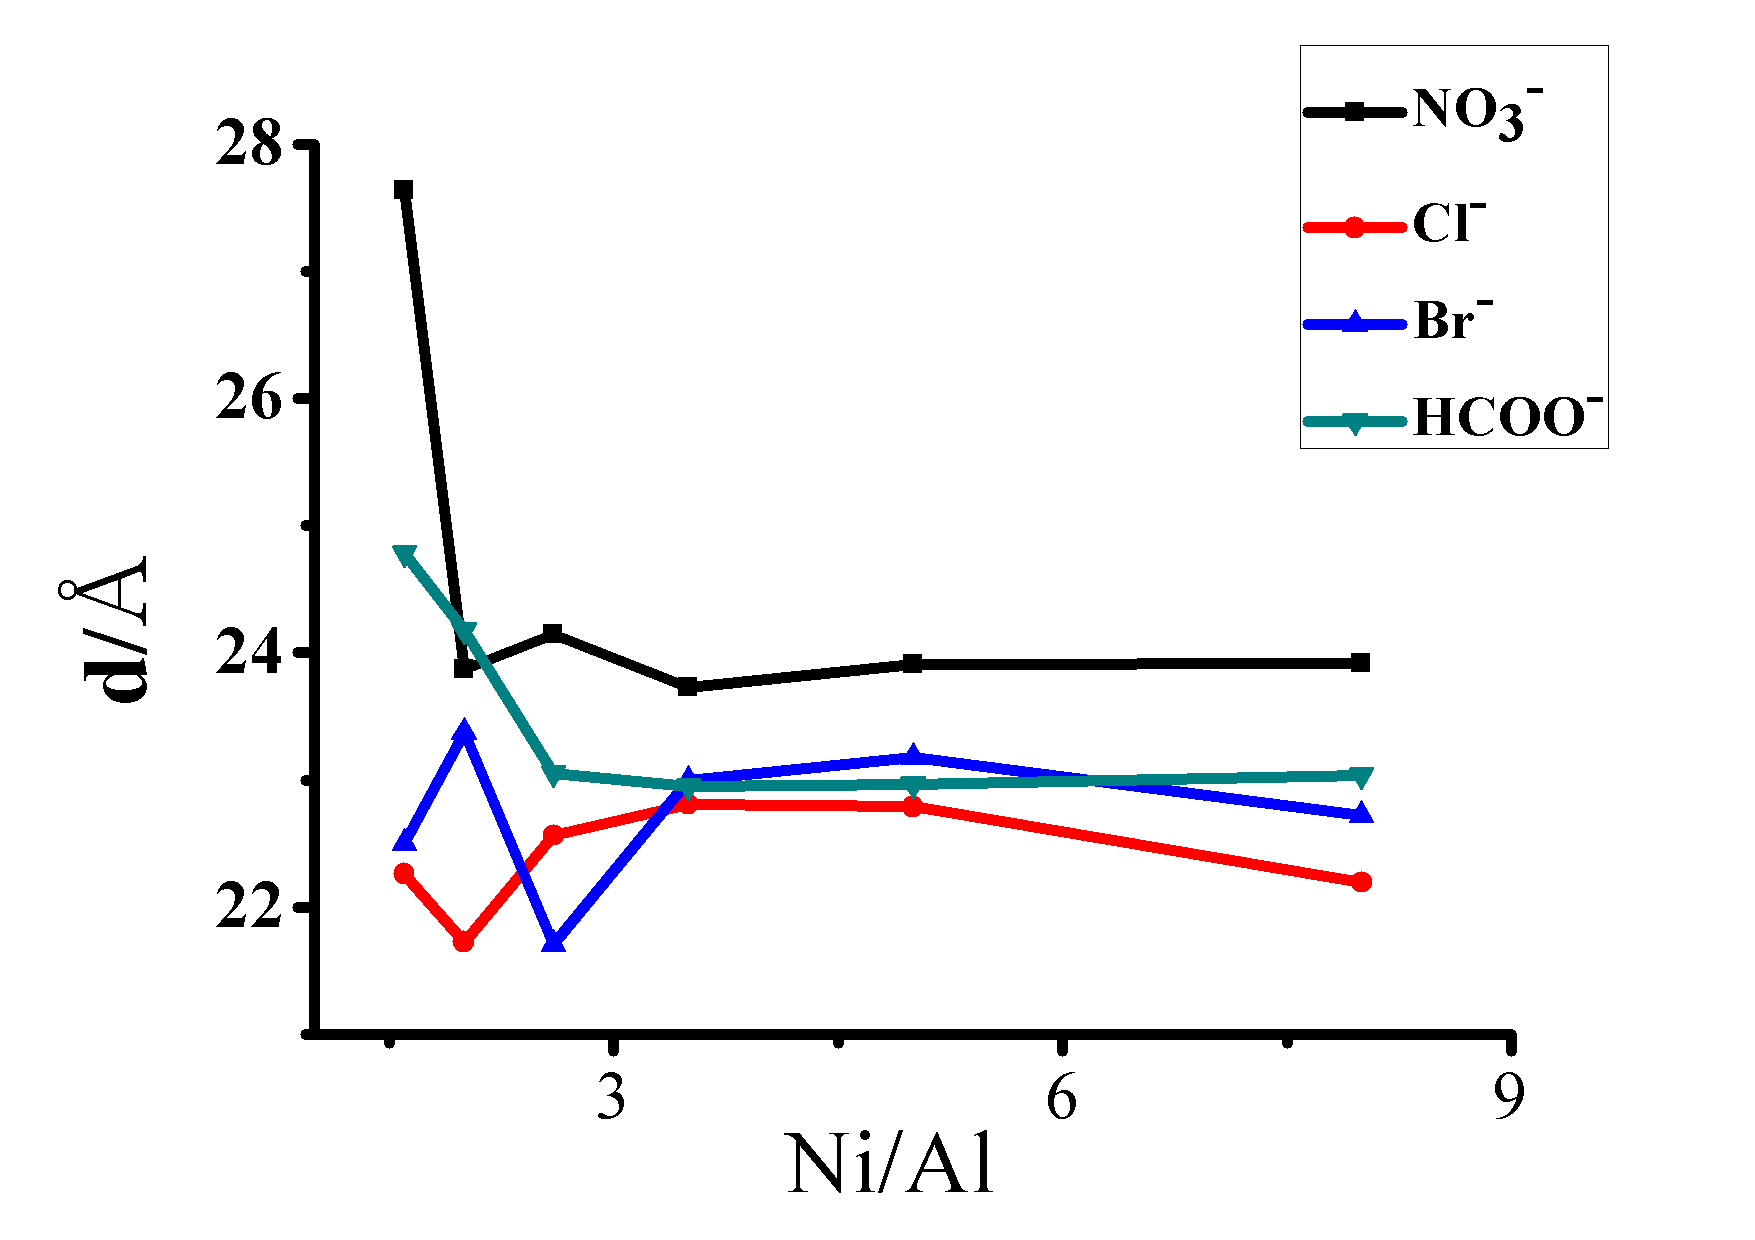 NO₃⁻
Cl⁻
Br⁻
HCOO⁻
28
26
24
22
d/Å
3 6 9
Ni/Al